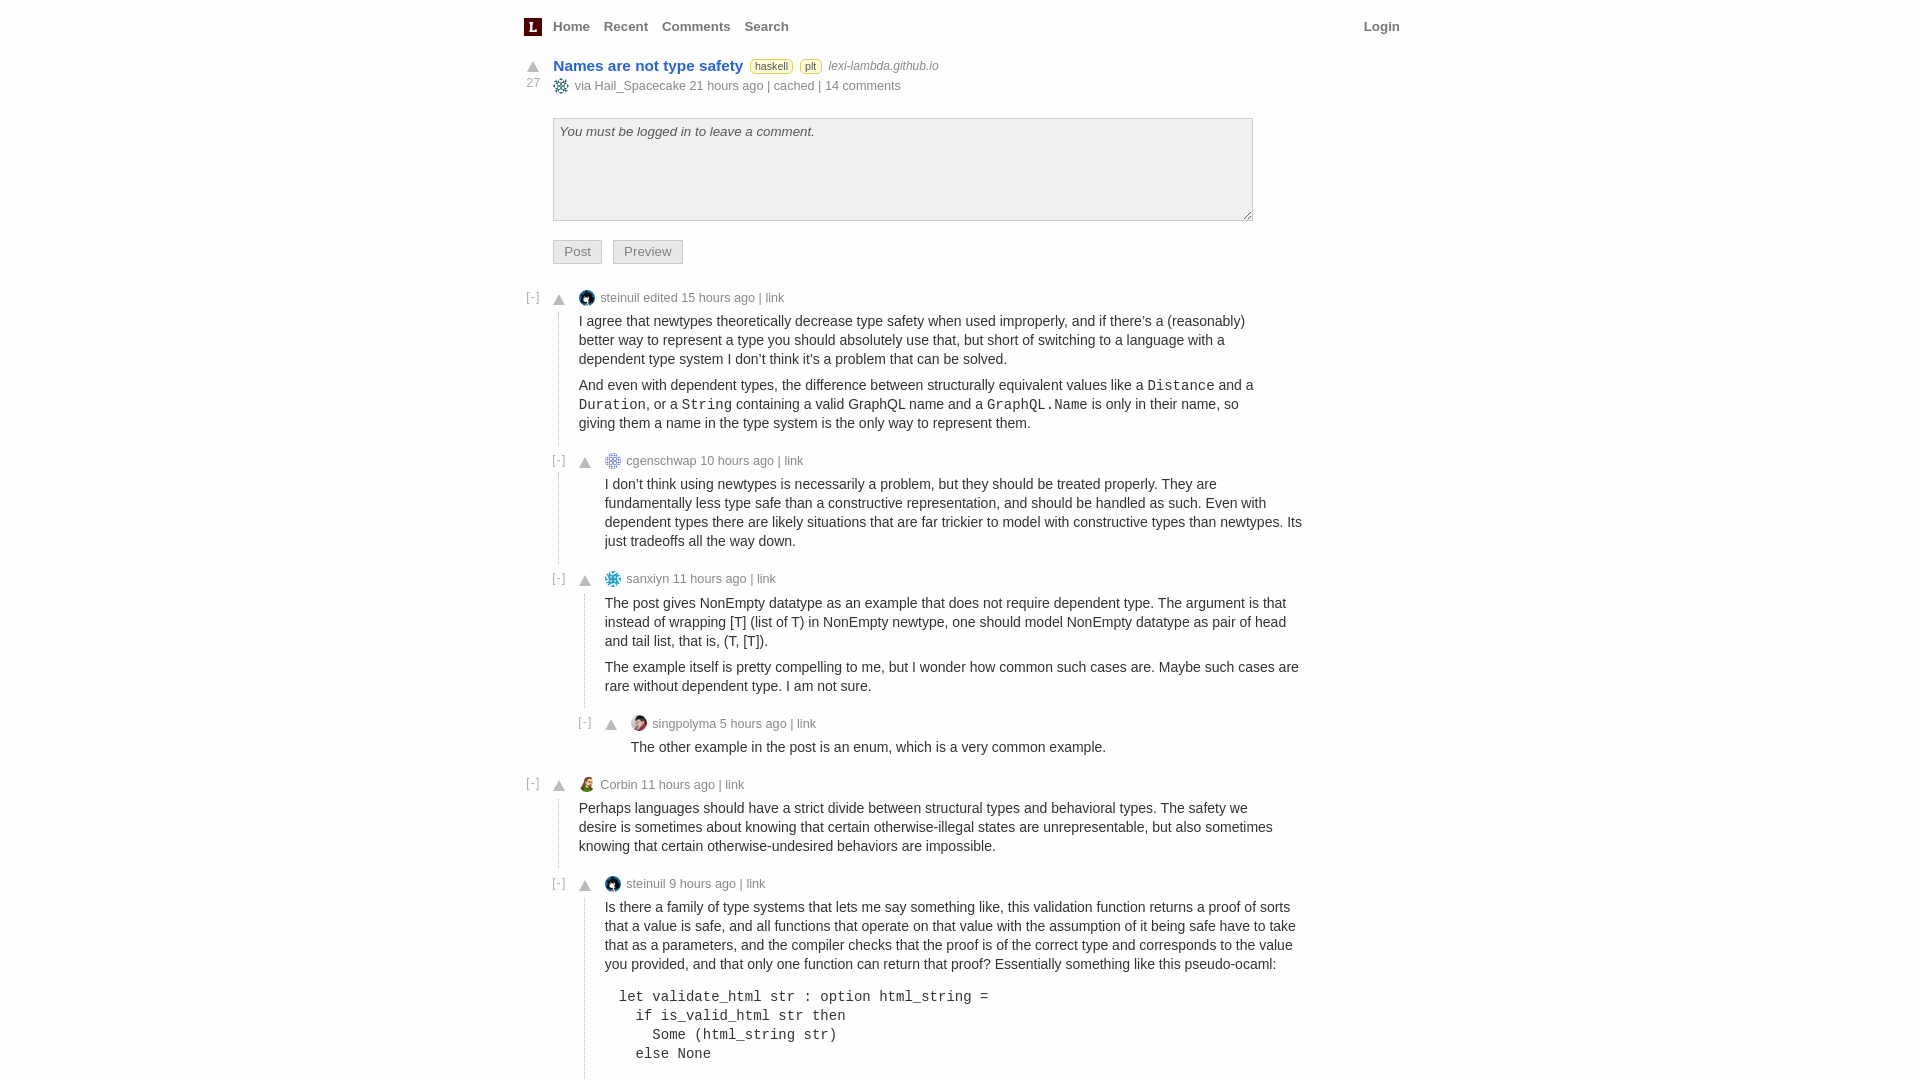 L Home Recent Comments Search Login
Names are not type safety haskell plt lexi-lambda.github.io
27 via Hail_Spacecake 21 hours ago | cached | 14 comments
You must be logged in to leave a comment.
Post Preview
[-] steinuil edited 15 hours ago | link
I agree that newtypes theoretically decrease type safety when used improperly, and if there’s a (reasonably)
better way to represent a type you should absolutely use that, but short of switching to a language with a
dependent type system I don’t think it’s a problem that can be solved.
And even with dependent types, the difference between structurally equivalent values like a Distance and a
Duration, or a String containing a valid GraphQL name and a GraphQL.Name is only in their name, so
giving them a name in the type system is the only way to represent them.
[-] cgenschwap 10 hours ago | link
I don’t think using newtypes is necessarily a problem, but they should be treated properly. They are
fundamentally less type safe than a constructive representation, and should be handled as such. Even with
dependent types there are likely situations that are far trickier to model with constructive types than newtypes. Its
just tradeoffs all the way down.
[-] sanxiyn 11 hours ago | link
The post gives NonEmpty datatype as an example that does not require dependent type. The argument is that
instead of wrapping [T] (list of T) in NonEmpty newtype, one should model NonEmpty datatype as pair of head
and tail list, that is, (T, [T]).
The example itself is pretty compelling to me, but I wonder how common such cases are. Maybe such cases are
rare without dependent type. I am not sure.
[-] singpolyma 5 hours ago | link
The other example in the post is an enum, which is a very common example.
[-] Corbin 11 hours ago | link
Perhaps languages should have a strict divide between structural types and behavioral types. The safety we
desire is sometimes about knowing that certain otherwise-illegal states are unrepresentable, but also sometimes
knowing that certain otherwise-undesired behaviors are impossible.
[-] steinuil 9 hours ago | link
Is there a family of type systems that lets me say something like, this validation function returns a proof of sorts
that a value is safe, and all functions that operate on that value with the assumption of it being safe have to take
that as a parameters, and the compiler checks that the proof is of the correct type and corresponds to the value
you provided, and that only one function can return that proof? Essentially something like this pseudo-ocaml:
let validate_html str : option html_string =
if is_valid_html str then
Some (html_string str)
else None